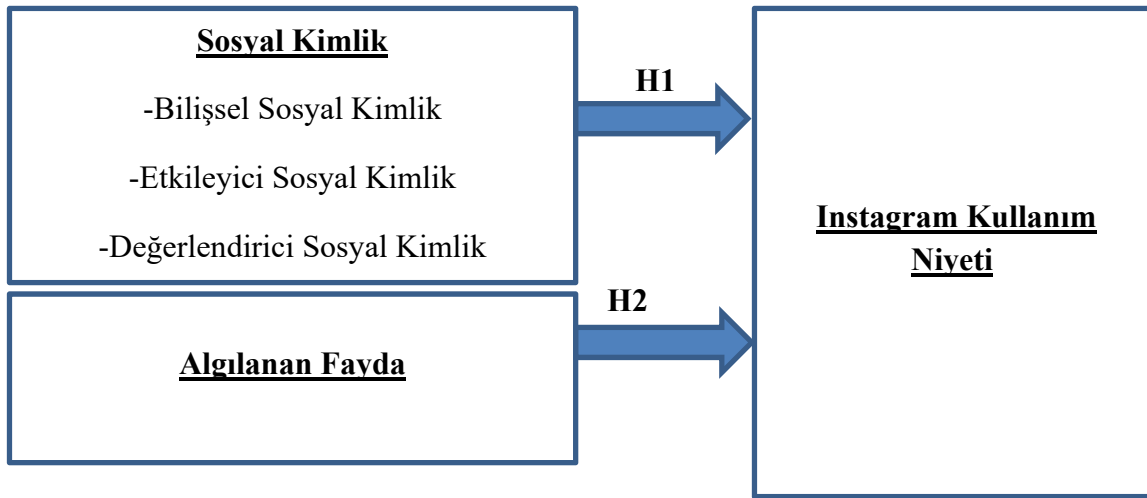 Sosyal Kimlik
-Bilişsel Sosyal Kimlik
-Etkileyici Sosyal Kimlik
-Değerlendirici Sosyal Kimlik
H1
Algılanan Fayda
H2
Instagram Kullanım
Niyeti